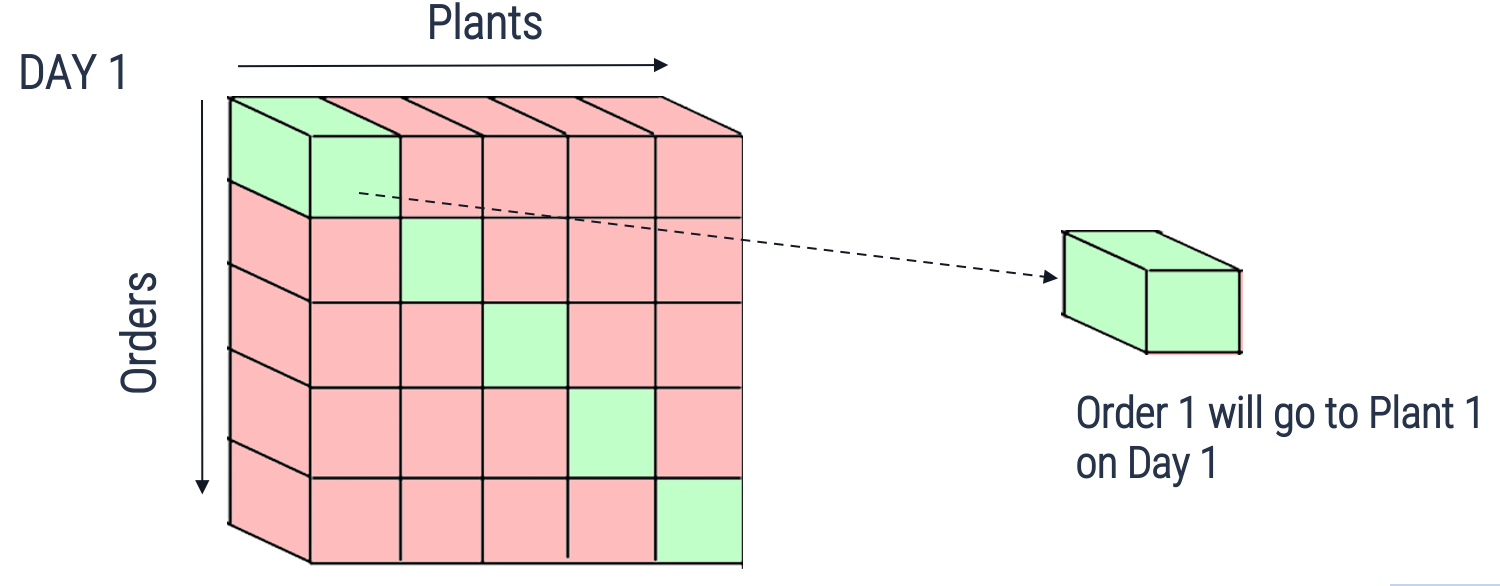 Plants
DAY 1
Orders
Order 1 will go to Plant 1
on Day 1